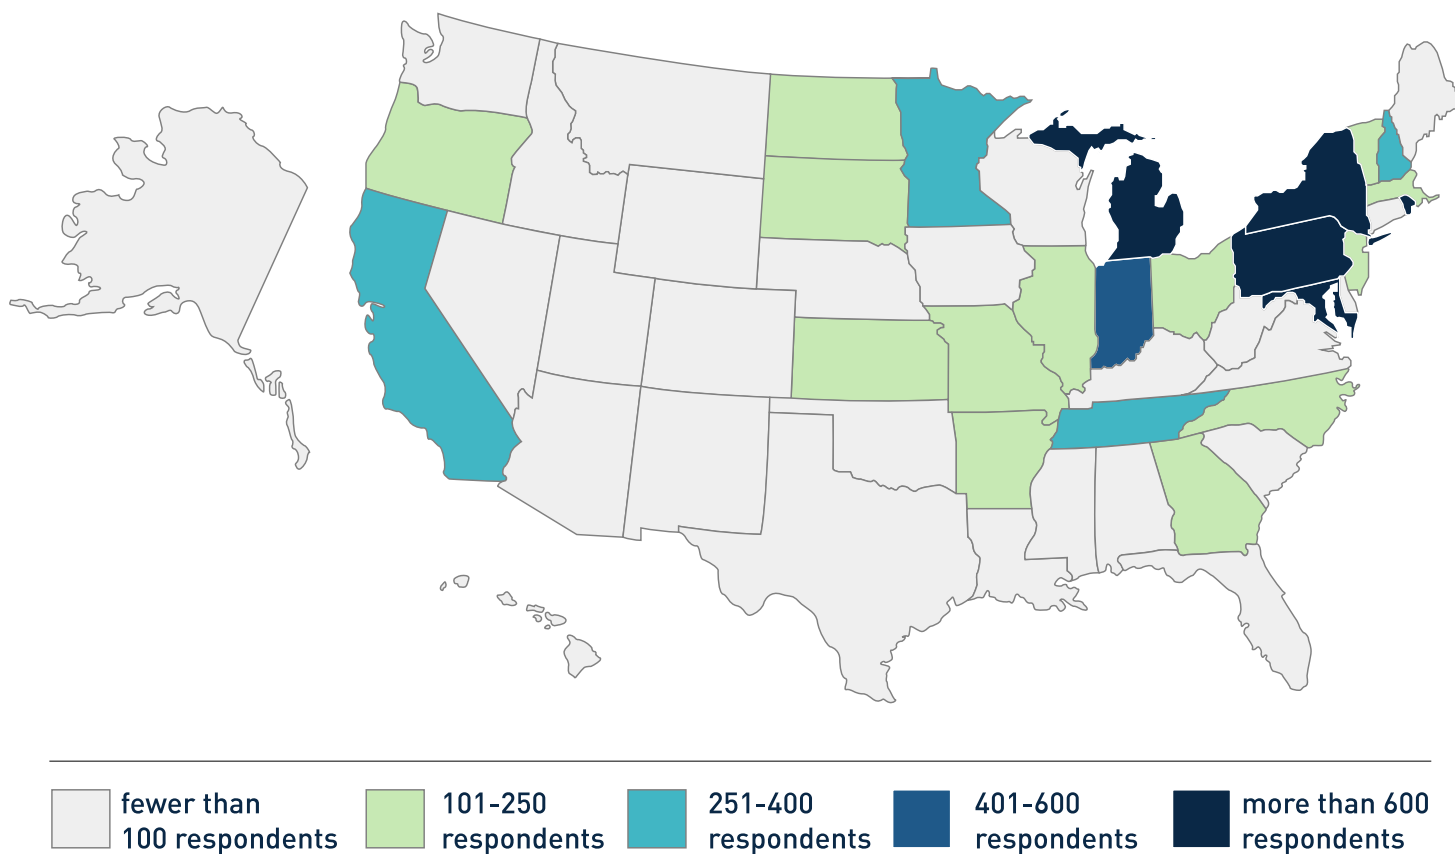 fewer than
100 respondents
101-250
respondents
251-400
respondents
401-600
respondents
more than 600
respondents